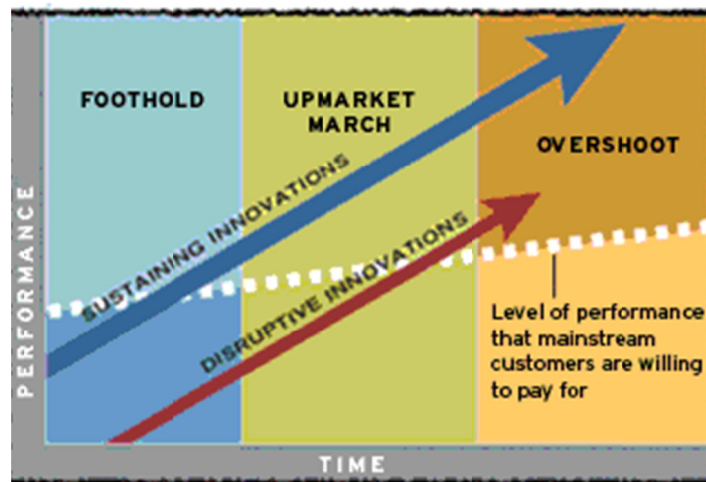 FOOTHOLD
UPMARKET
MARCH
OVERSHOOT
SUSTAINING INNOVATIONS
DISRUPTIVE INNOVATIONS
Level of performance
that mainstream
customers are willing
to pay for
PERFORMANCE
TIME